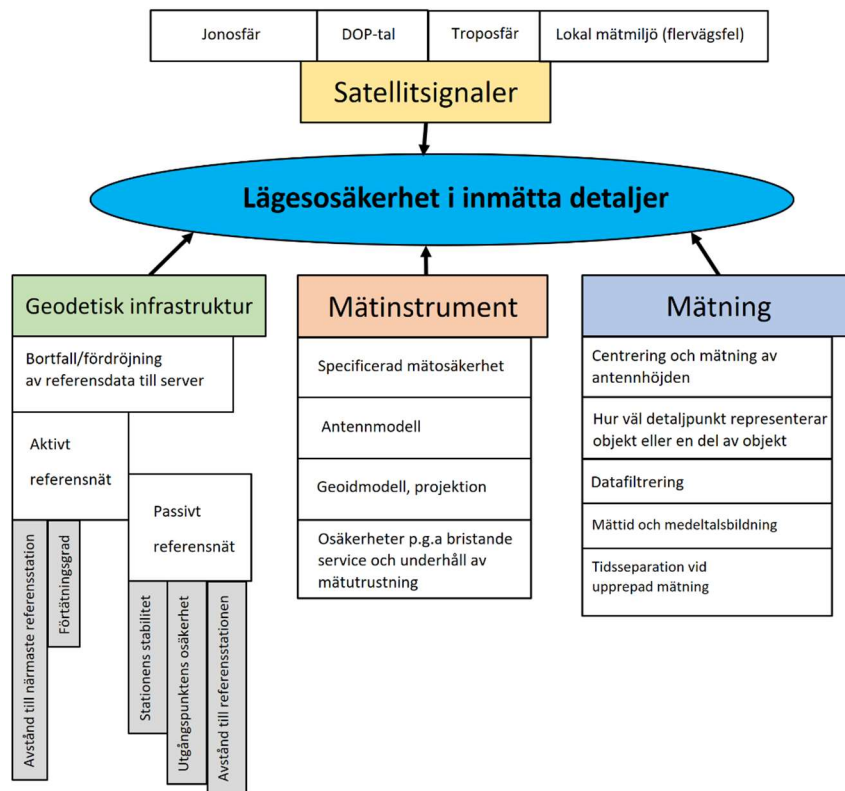 Jonosfär
DOP-tal
Troposfär
Lokal mätmiljö (flervägsfel)
Satellitsignaler
Lägesosäkerhet i inmätta detaljer
Geodetisk infrastruktur
Bortfall/fördröjning
av referensdata till server
Aktivt
referensnät
Avstånd till närmaste referensstation
Förtätningsgrad
Passivt
referensnät
Stationens stabilitet
Utgångspunktens osäkerhet
Avstånd till referensstationen
Mätinstrument
Specificerad mätosäkerhet
Antennmodell
Geoidmodell, projektion
Osäkerheter p.g.a bristande
service och underhåll av
mätutrustning
Mätning
Centrering och mätning av
antennhöjden
Hur väl detaljpunkt representerar
objekt eller en del av objekt
Datafiltrering
Mättid och medeltalsbildning
Tidsseparation vid
upprepad mätning